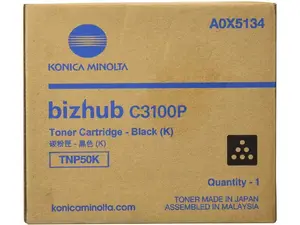 A0X5134
KONICA MINOLTA
bizhub C3100P
Toner Cartridge - Black (K)
碳粉匣 - 黑色 (K)
TNP50K
Quantity - 1
konicaminolta.com
MADE IN JAPAN
ASSEMBLED IN MALAYSIA